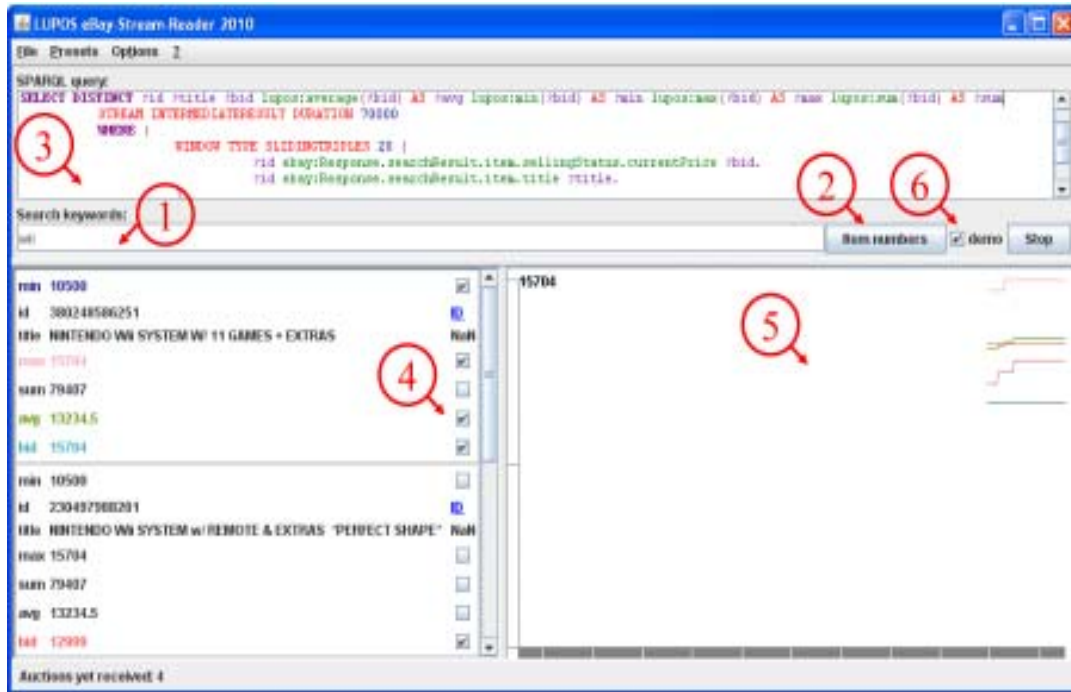 LUPOS eBay Stream Reader 2010
File Presets Options ?
SPARQL query:
SELECT DISTINCT ?id ?title ?bid lupos:average(?bid) AS ?avg lupos:min(?bid) AS ?min lupos:max(?bid) AS ?max lupos:sum(?bid) AS ?sum
STREAM INTERMEDIATERESULT DURATION 70000
WHERE {
WINDOW TYPE SLIDINGTRIPLES 20 {
?id ebay:Response.searchResult.item.sellingStatus.currentPrice ?bid.
?id ebay:Response.searchResult.item.title ?title.
3
2
6
Search keywords:
1
Item numbers demo Stop
min 10500
id 380248586251 ID
title NINTENDO Wii SYSTEM W/ 11 GAMES + EXTRAS NaN
max 15704
sum 79407
avg 13234.5
bid 15704
4
min 10500
id 230497988201 ID
title NINTENDO Wii SYSTEM w/ REMOTE & EXTRAS "PERFECT SHAPE" NaN
max 15704
sum 79407
avg 13234.5
bid 12999
15704
5
Auctions yet received: 4